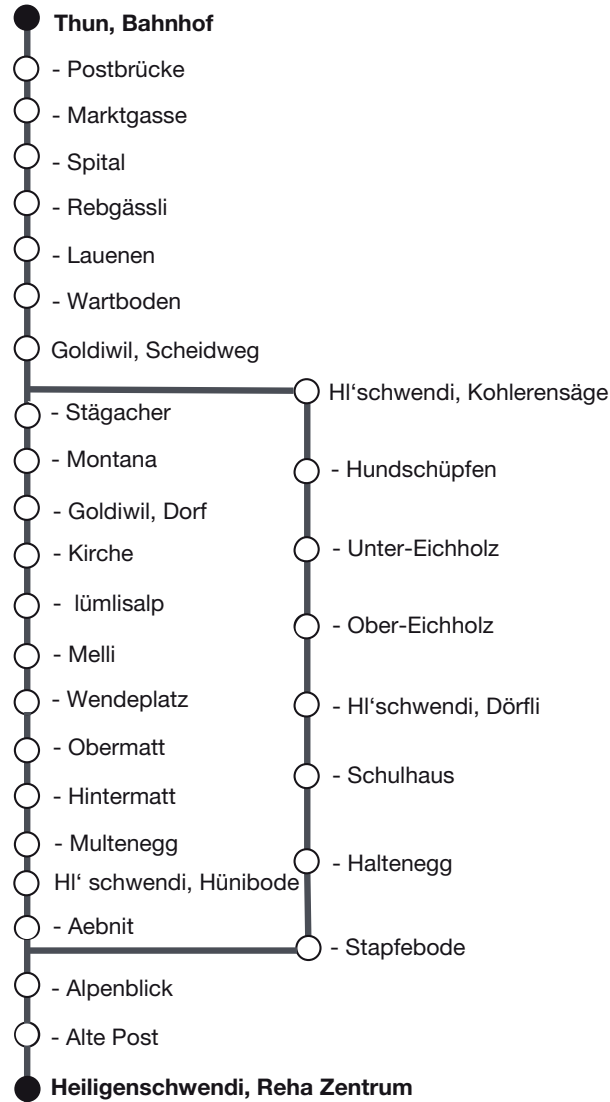 Thun, Bahnhof
- Postbrücke
- Marktgasse
- Spital
- Rebgässli
- Lauenen
- Wartboden
Goldiwil, Scheidweg
- Stägacher
- Montana
- Goldiwil, Dorf
- Kirche
- lümlisalp
- Melli
- Wendeplatz
- Obermatt
- Hintermatt
- Multenegg
Hl‘ schwendi, Hünibode
- Aebnit
Hl‘schwendi, Kohlerensäge
- Hundschüpfen
- Unter-Eichholz
- Ober-Eichholz
- Hl‘schwendi, Dörfli
- Schulhaus
- Haltenegg
- Stapfebode
- Alpenblick
- Alte Post
Heiligenschwendi, Reha Zentrum